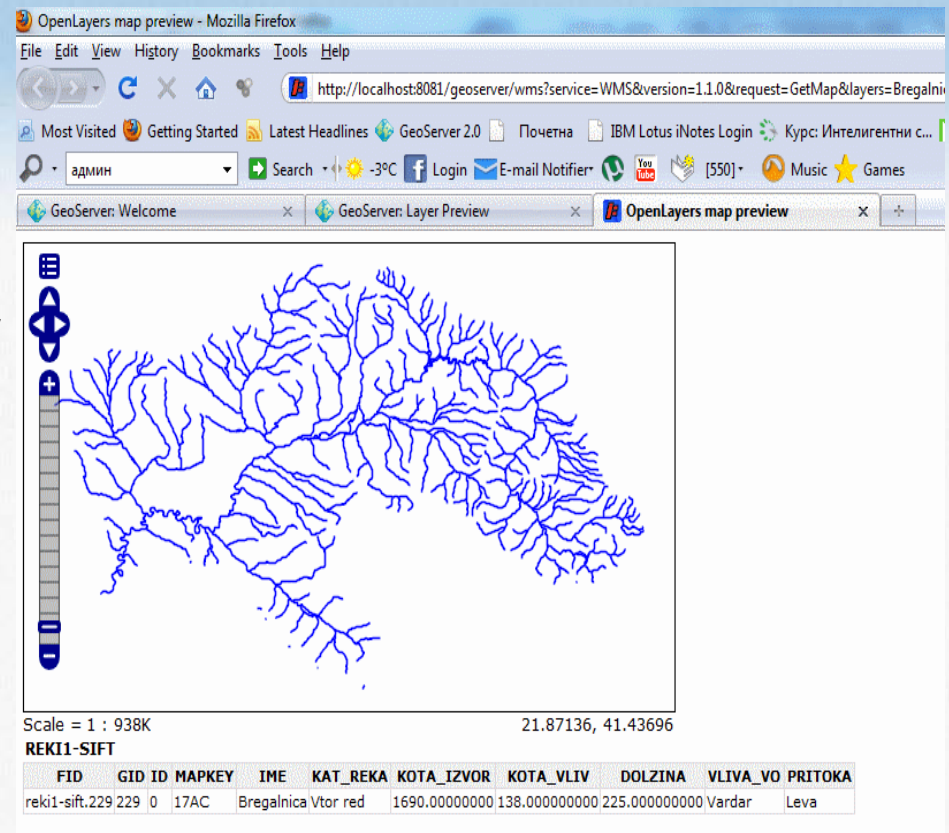 OpenLayers map preview - Mozilla Firefox
File Edit View History Bookmarks Tools Help
http://localhost:8081/geoserver/wms?service=WMS&version=1.1.0&request=GetMap&layers=Bregalni
Most Visited Getting Started Latest Headlines GeoServer 2.0 Почетна IBM Lotus iNotes Login Курс: Интелигентни с...
админ Search -3°C Login E-mail Notifier You Tube [550] Music Games
GeoServer: Welcome GeoServer: Layer Preview OpenLayers map preview
Scale = 1 : 938K 21.87136, 41.43696
REKI1-SIFT
FID GID ID MAPKEY IME KAT_REKA KOTA_IZVOR KOTA_VLIV DOLZINA VLIVA_VO PRITOKA
reki1-sift.229 229 0 17AC Bregalnica Vtor red 1690.00000000 138.000000000 225.000000000 Vardar Leva